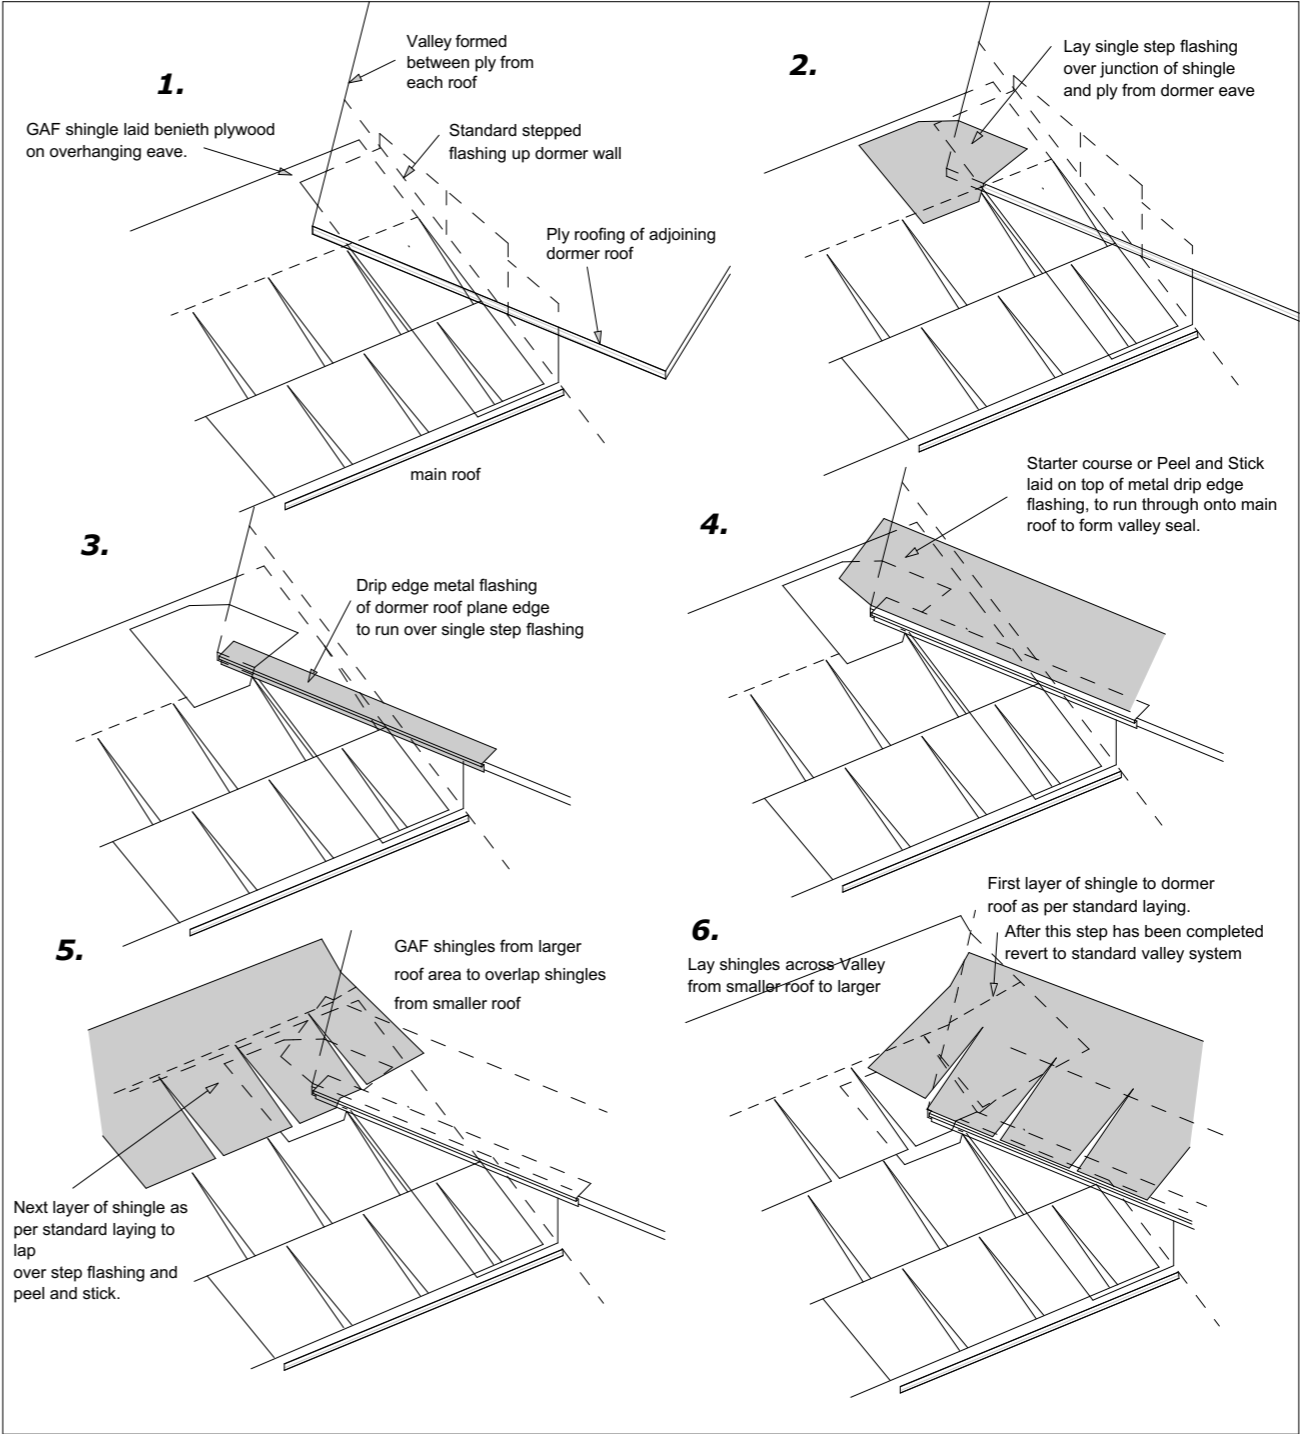 1.
Valley formed
between ply from
each roof
GAF shingle laid benieth plywood
on overhanging eave.
Standard stepped
flashing up dormer wall
Ply roofing of adjoining
dormer roof
main roof
2.
Lay single step flashing
over junction of shingle
and ply from dormer eave
3.
Drip edge metal flashing
of dormer roof plane edge
to run over single step flashing
4.
Starter course or Peel and Stick
laid on top of metal drip edge
flashing, to run through onto main
roof to form valley seal.
5.
GAF shingles from larger
roof area to overlap shingles
from smaller roof
Next layer of shingle as
per standard laying to
lap
over step flashing and
peel and stick.
6.
Lay shingles across Valley
from smaller roof to larger
First layer of shingle to dormer
roof as per standard laying.
After this step has been completed
revert to standard valley system